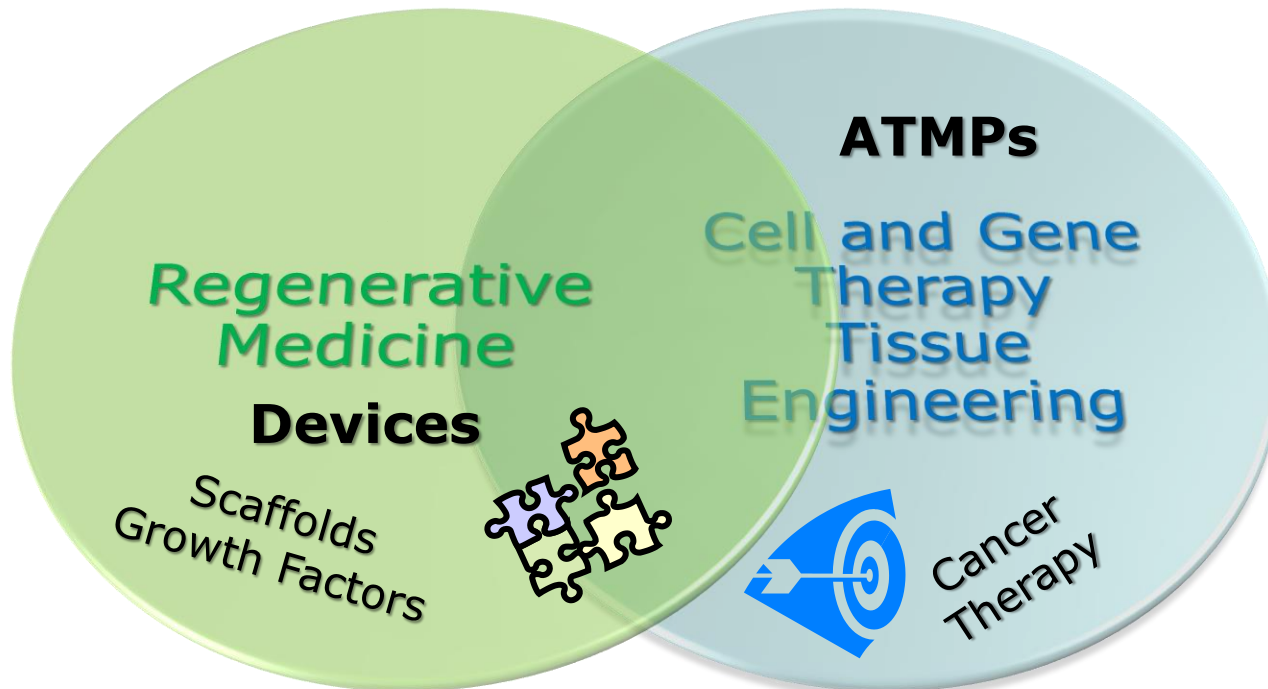 Regenerative
Medicine
Devices
Scaffolds
Growth Factors
ATMPs
Cell and Gene
Therapy
Tissue
Engineering
Cancer
Therapy